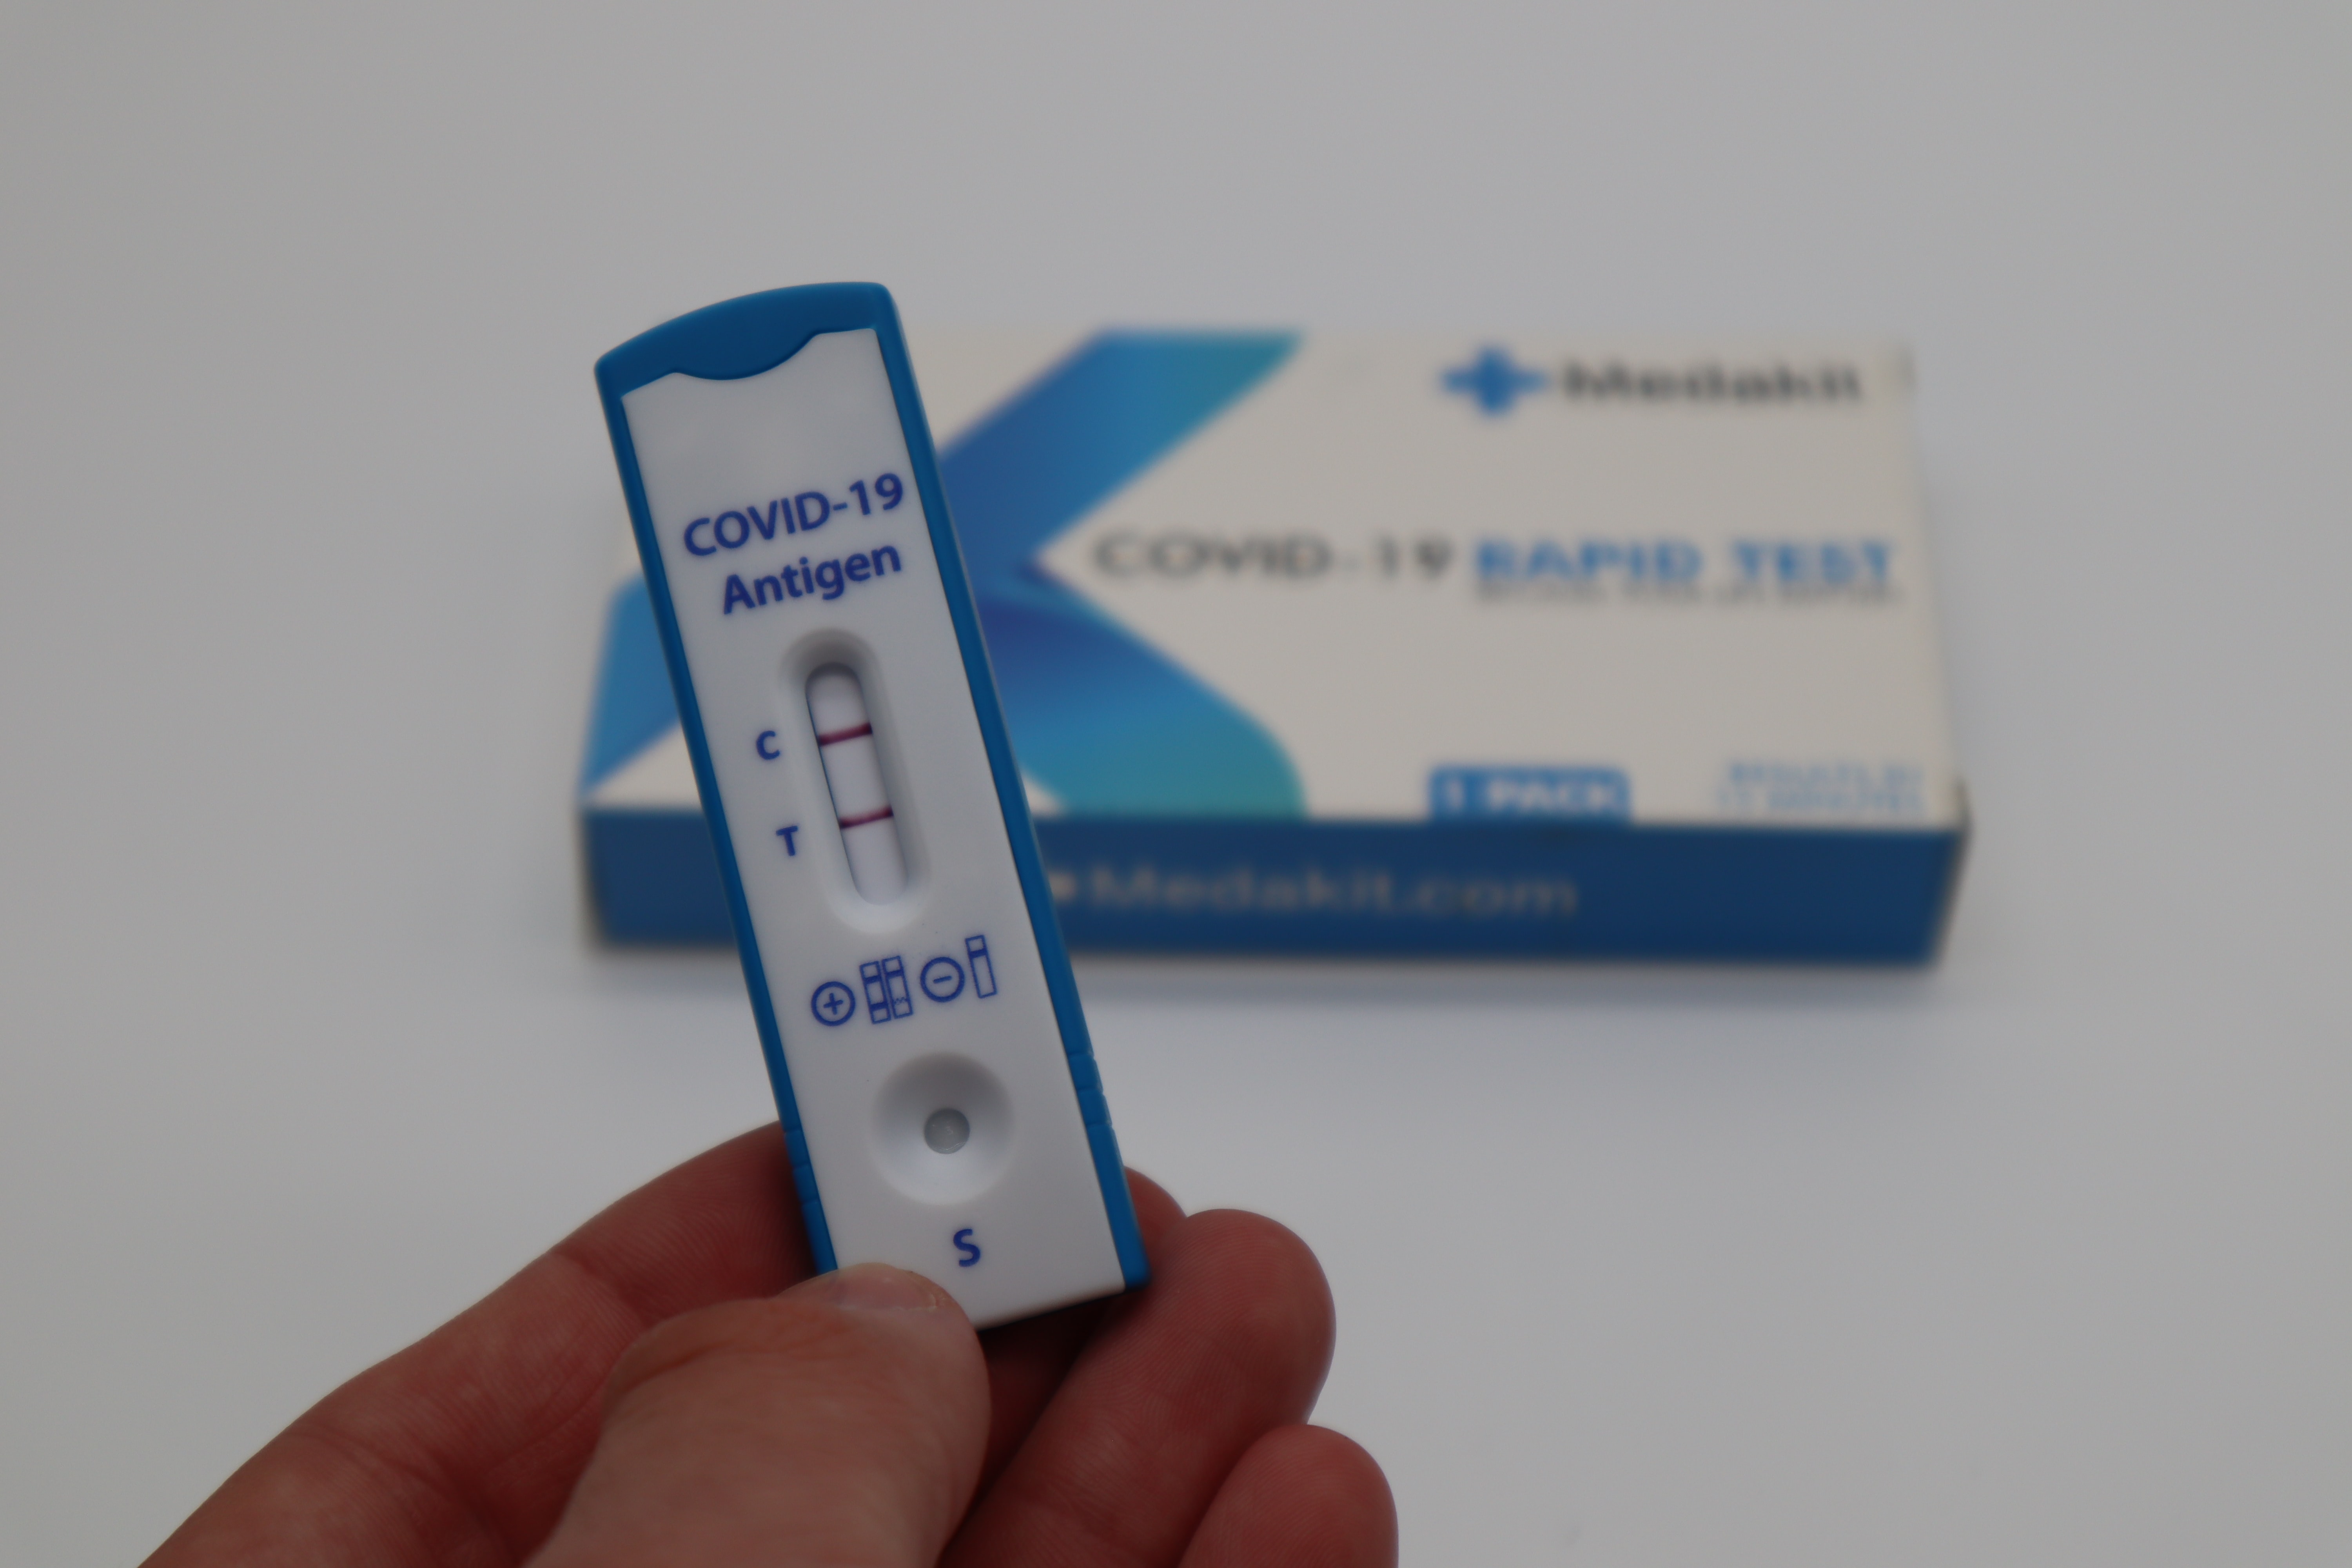 COVID-19
Antigen
C
T
S
Medakit
COVID-19 RAPID TEST
1 PACK
Medakit.com